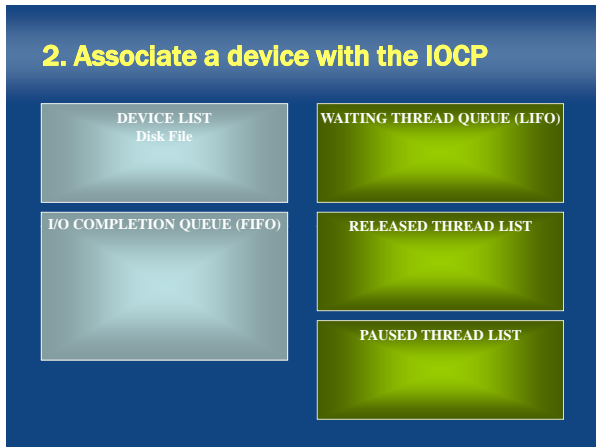 2. Associate a device with the IOCP
DEVICE LIST
Disk File
I/O COMPLETION QUEUE (FIFO)
WAITING THREAD QUEUE (LIFO)
RELEASED THREAD LIST
PAUSED THREAD LIST